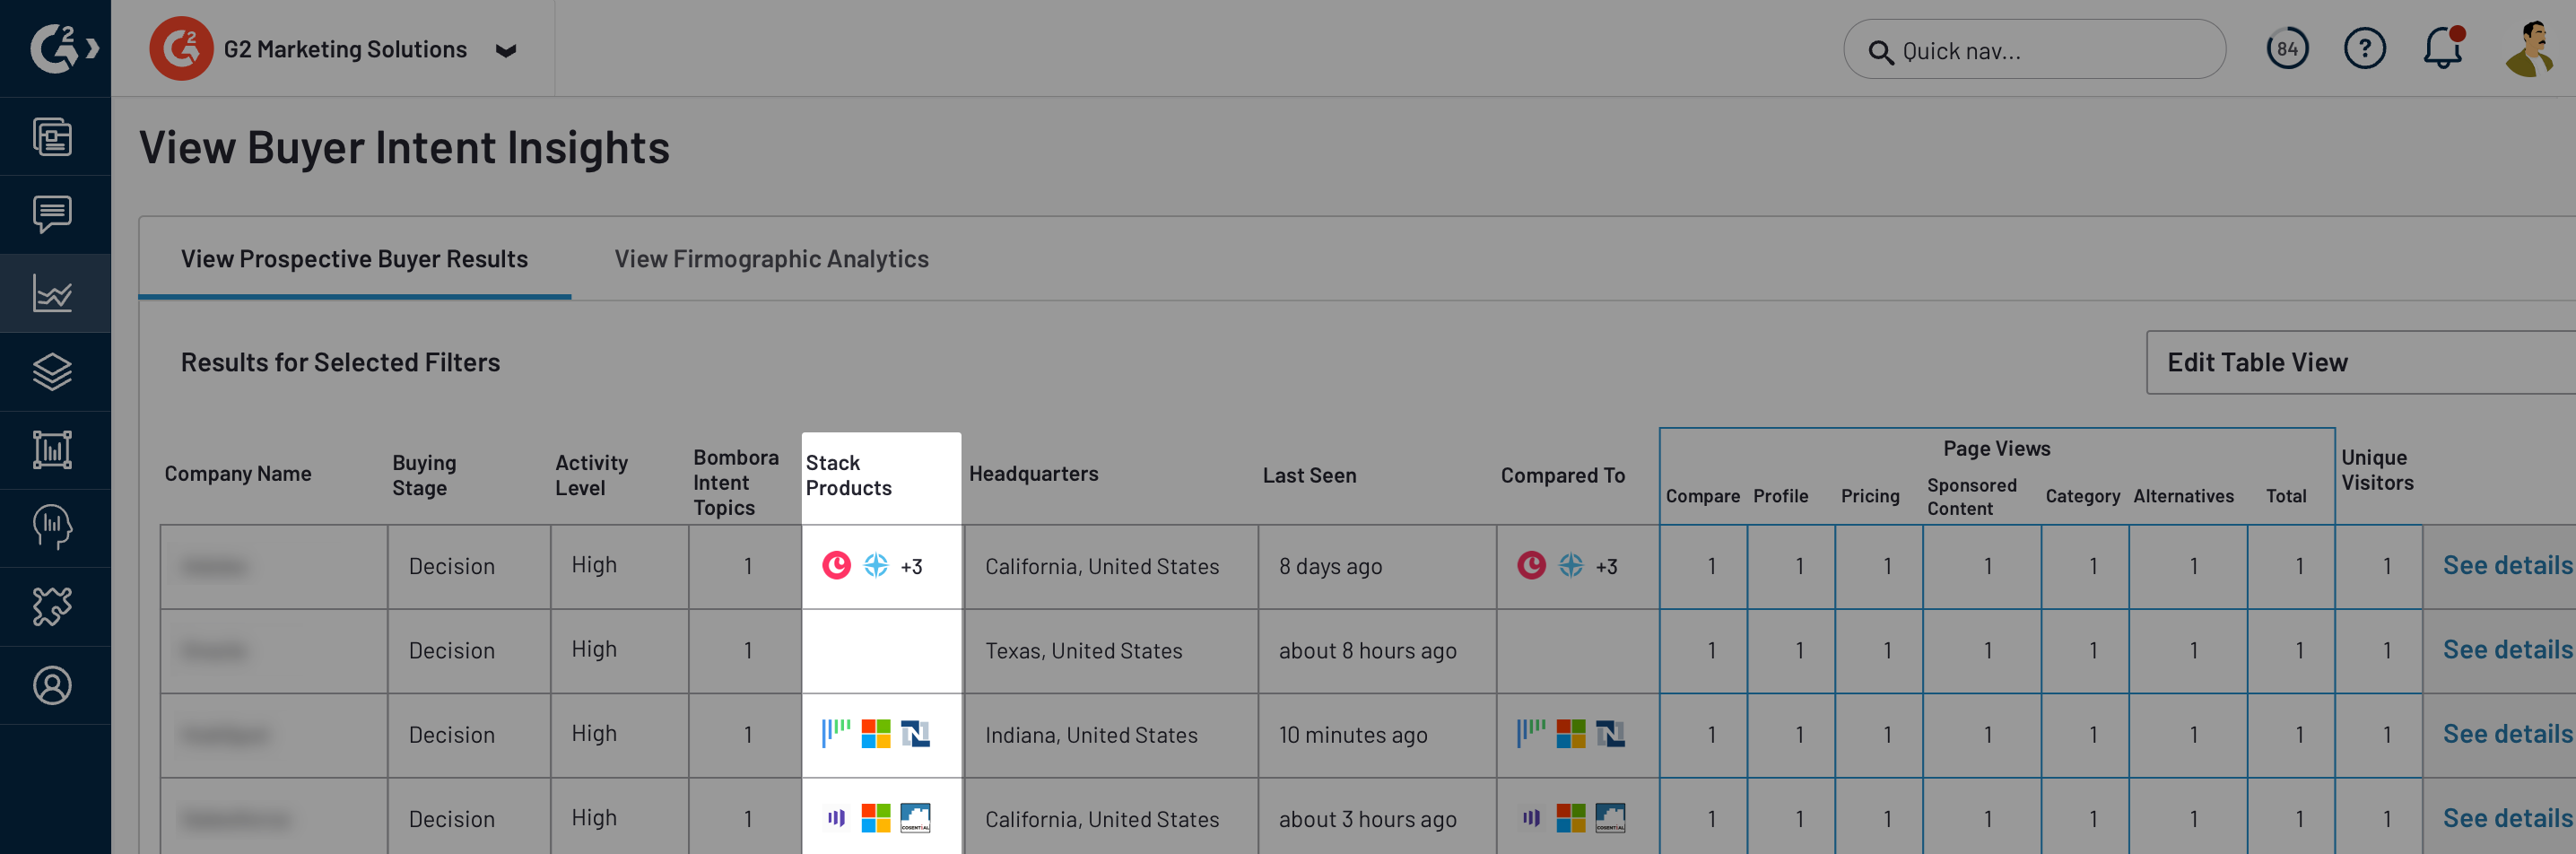 G2 Marketing Solutions
Quick nav...
84
?
View Buyer Intent Insights
View Prospective Buyer Results
View Firmographic Analytics
Results for Selected Filters
Edit Table View
Company Name
Buying
Stage
Activity
Level
Bombora
Intent
Topics
Stack
Products
Headquarters
Last Seen
Compared To
Page Views
Compare
Profile
Pricing
Sponsored
Content
Category
Alternatives
Total
Unique
Visitors
Decision High 1 +3 California, United States 8 days ago +3 1 1 1 1 1 1 1 1 See details
Decision High 1 Texas, United States about 8 hours ago 1 1 1 1 1 1 1 1 See details
Decision High 1 N Indiana, United States 10 minutes ago N 1 1 1 1 1 1 1 1 See details
Decision High 1 COSENTIAL California, United States about 3 hours ago COSENTIAL 1 1 1 1 1 1 1 1 See details